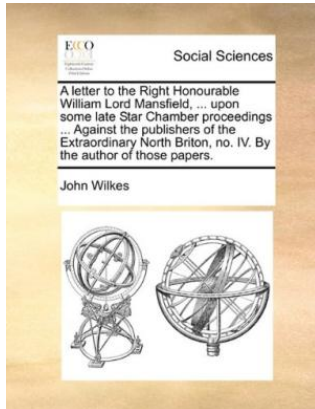 ECCO
Social Sciences
A letter to the Right Honourable
William Lord Mansfield, ... upon
some late Star Chamber proceedings
... Against the publishers of the
Extraordinary North Briton, no. IV. By
the author of those papers.
John Wilkes